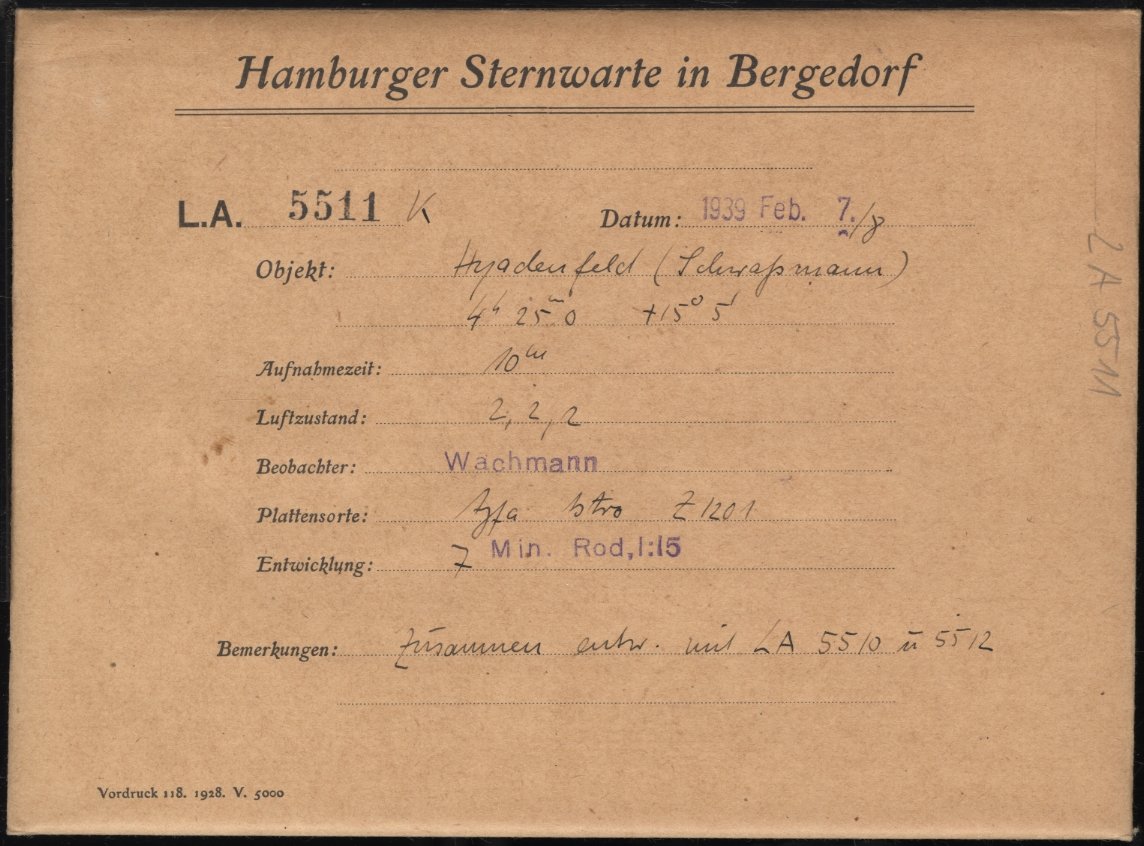 Hamburger Sternwarte in Bergedorf
L.A. 5511 K
Datum: 1939 Feb. 7./8
Objekt: Hyadenfeld (Schwaßmann)
4h 25m 0 +15° 5'
Aufnahmezeit: 10m
Luftzustand: 2, 2, 2
Beobachter: Wachmann
Plattensorte: Agfa Astro Z 1201
Entwicklung: 7 Min. Rod, 1:15
Bemerkungen: Zusammen entw. mit LA 5510 u 5512
Vordruck 118. 1928. V. 5000
LA 5511